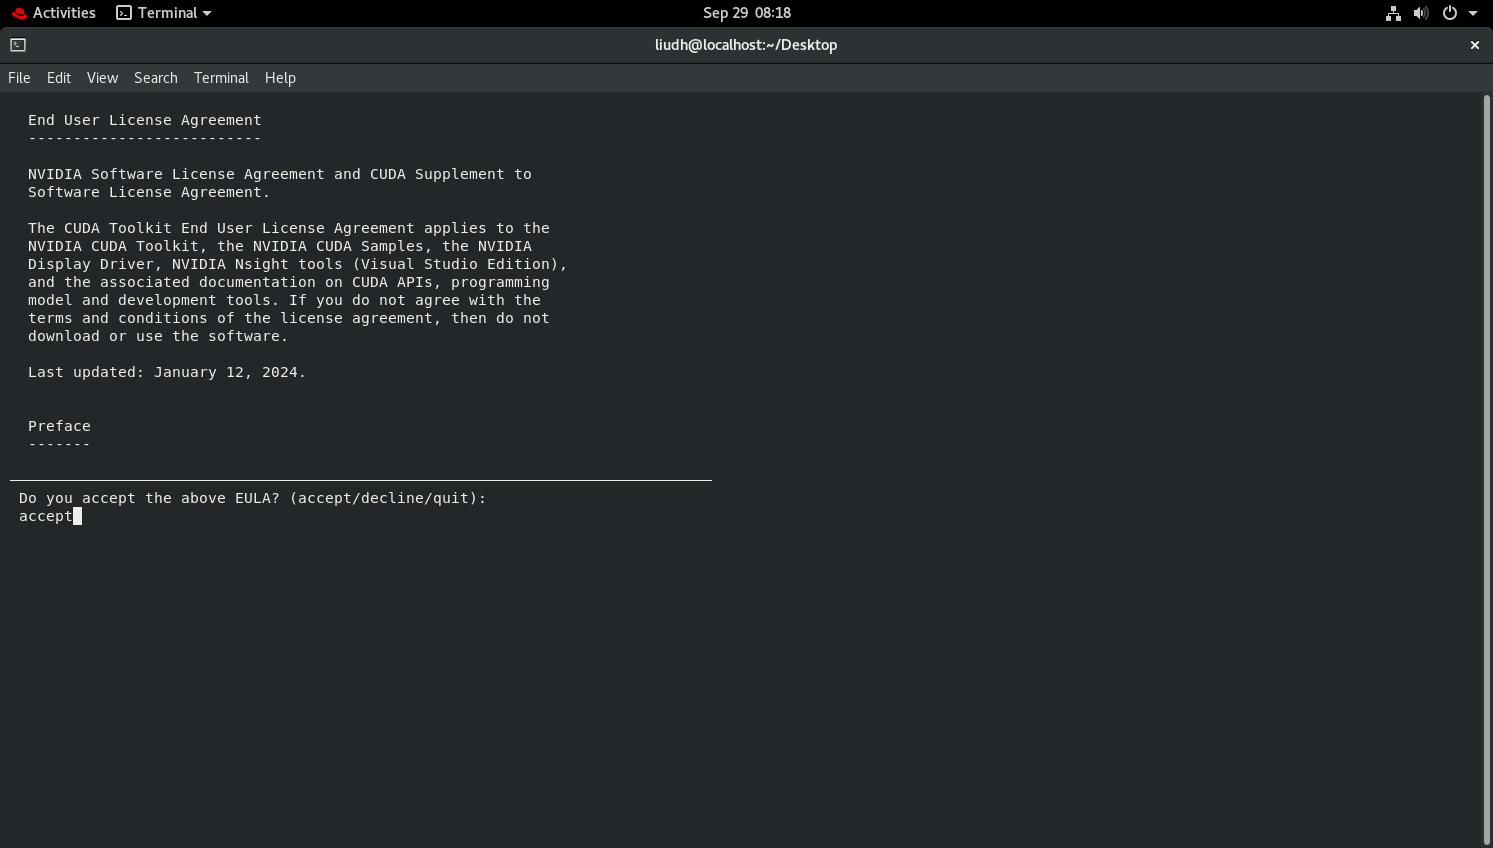 Activities Terminal Sep 29 08:18
liudh@localhost:~/Desktop
File Edit View Search Terminal Help
End User License Agreement
--------------------------
NVIDIA Software License Agreement and CUDA Supplement to
Software License Agreement.
The CUDA Toolkit End User License Agreement applies to the
NVIDIA CUDA Toolkit, the NVIDIA CUDA Samples, the NVIDIA
Display Driver, NVIDIA Nsight tools (Visual Studio Edition),
and the associated documentation on CUDA APIs, programming
model and development tools. If you do not agree with the
terms and conditions of the license agreement, then do not
download or use the software.
Last updated: January 12, 2024.
Preface
-------
Do you accept the above EULA? (accept/decline/quit):
accept